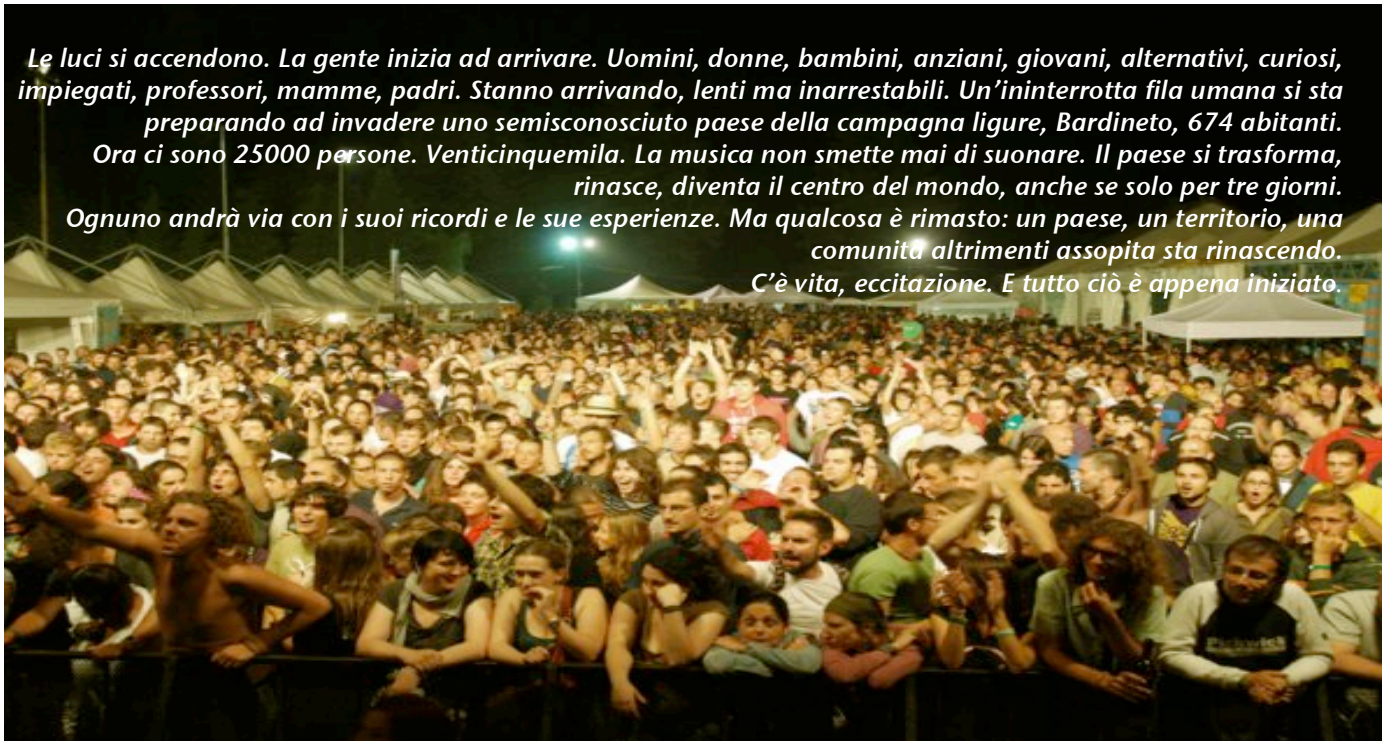 Le luci si accendono. La gente inizia ad arrivare. Uomini, donne, bambini, anziani, giovani, alternativi, curiosi,
impiegati, professori, mamme, padri. Stanno arrivando, lenti ma inarrestabili. Un’ininterrotta fila umana si sta
preparando ad invadere uno semisconosciuto paese della campagna ligure, Bardineto, 674 abitanti.
Ora ci sono 25000 persone. Venticinquemila. La musica non smette mai di suonare. Il paese si trasforma,
rinasce, diventa il centro del mondo, anche se solo per tre giorni.
Ognuno andrà via con i suoi ricordi e le sue esperienze. Ma qualcosa è rimasto: un paese, un territorio, una
comunità altrimenti assopita sta rinascendo.
C’è vita, eccitazione. E tutto ciò è appena iniziato.